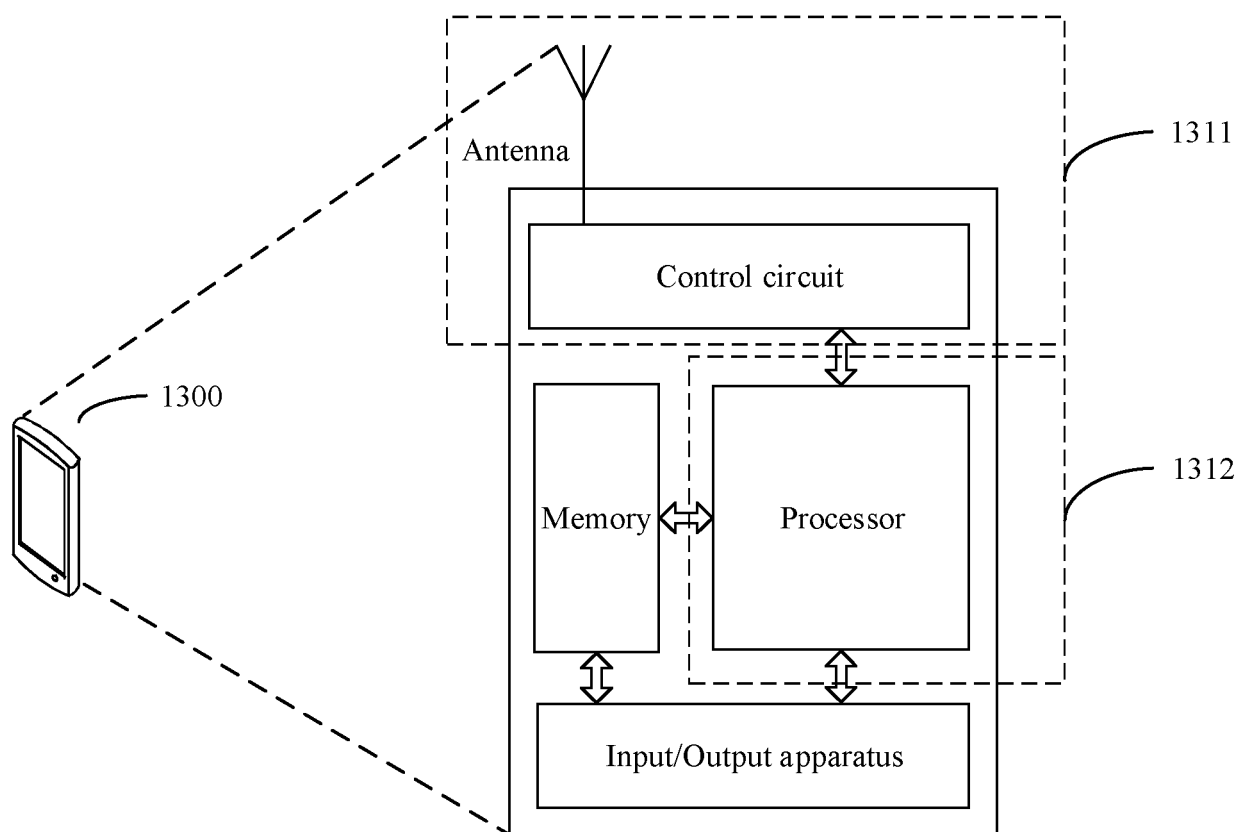 1311
Antenna
Control circuit
1300
1312
Memory
Processor
Input/Output apparatus